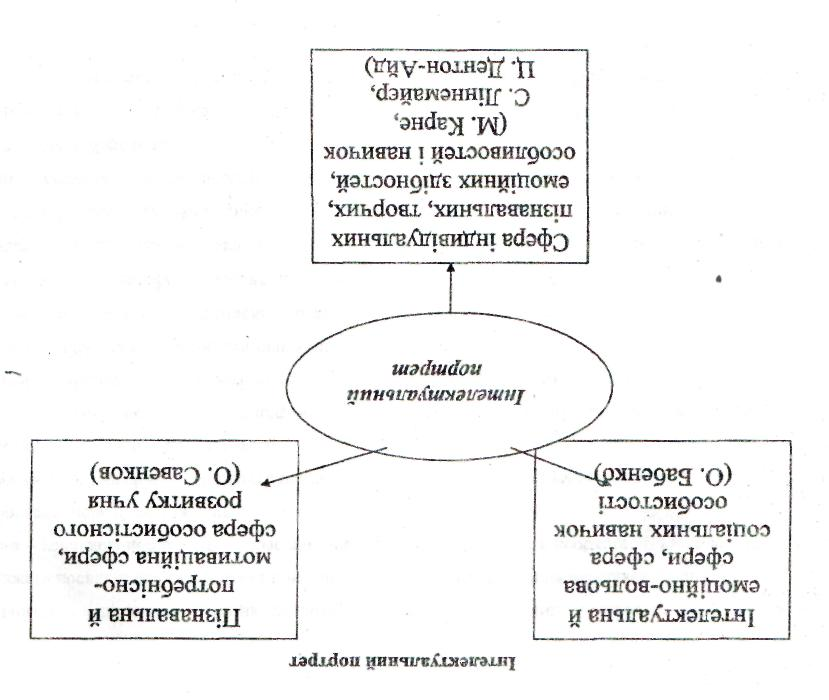 Інтелектуальний портрет
Інтелектуальна й
емоційно-вольова
сфери, сфера
соціальних навичок
особистості
(О. Бабенко)
Пізнавальна й
потребнісно-
мотиваційна сфери,
сфера особистісного
розвитку учня
(О. Савенков)
Інтелектуальний
портрет
Сфера індивідуальних
пізнавальних, творчих,
емоційних здібностей,
особливостей і навичок
(М. Карне,
С. Ліннемайєр,
Ц. Дентон-Айд)